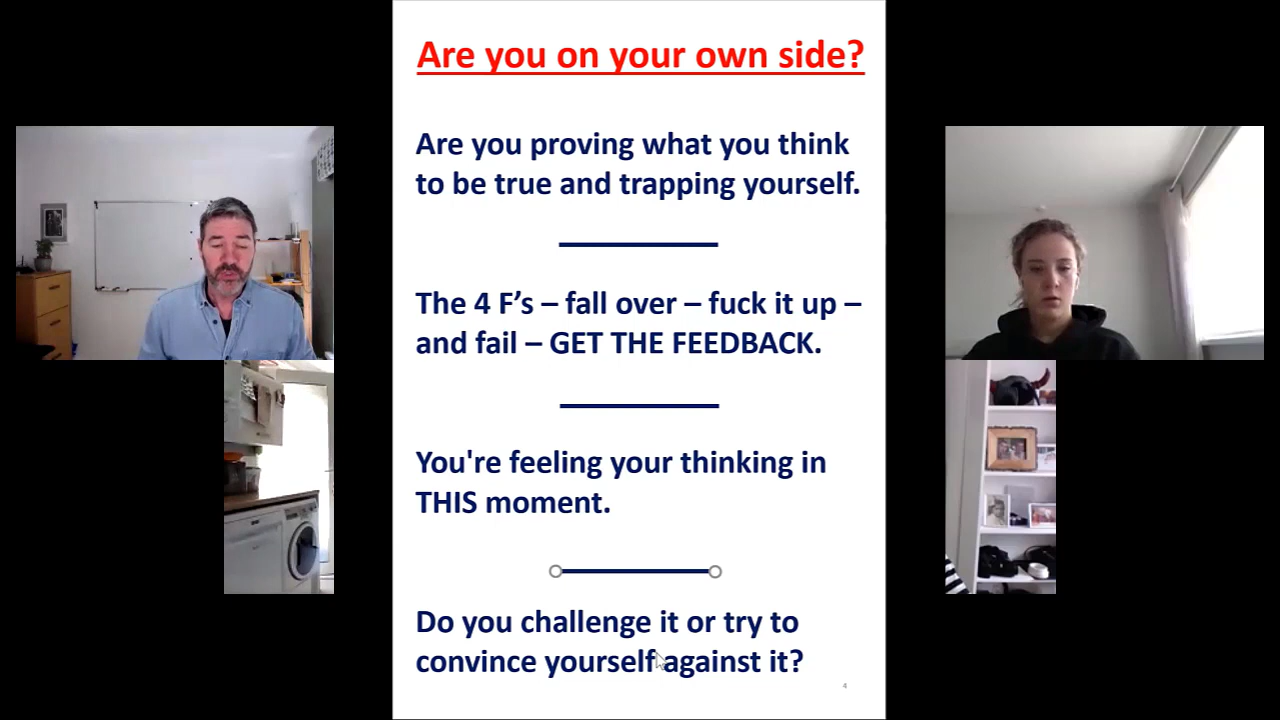 Are you on your own side?
Are you proving what you think
to be true and trapping yourself.
The 4 F’s – fall over – fuck it up –
and fail – GET THE FEEDBACK.
You're feeling your thinking in
THIS moment.
Do you challenge it or try to
convince yourself against it?
4